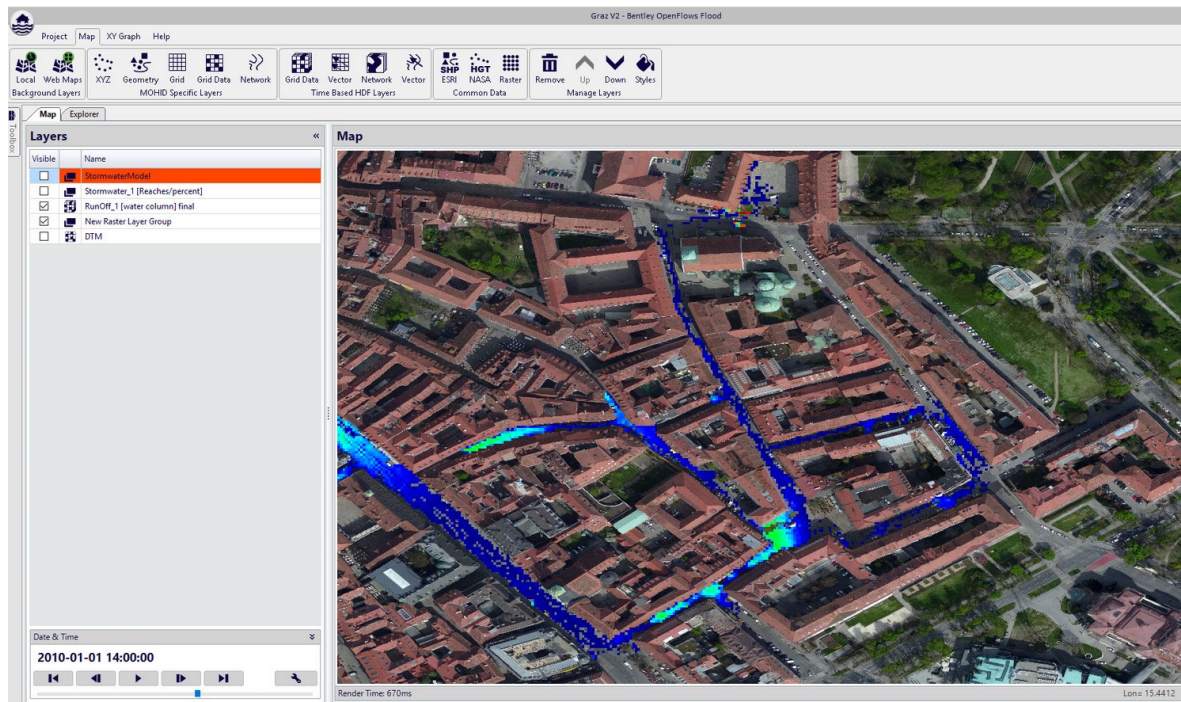 Graz V2 - Bentley OpenFlows Flood
Project Map XY Graph Help
Local Web Maps XYZ Geometry Grid Grid Data Network Grid Data Vector Network Vector ESRI NASA Raster Remove Up Down Styles
SHP HGT
Background Layers MOHID Specific Layers Time Based HDF Layers Common Data Manage Layers
Toolbox
Map Explorer
Layers «
Map
Visible Name
StormwaterModel
Stormwater_1 [Reaches/percent]
RunOff_1 [water column] final
New Raster Layer Group
DTM
Date & Time
2010-01-01 14:00:00
Render Time: 670ms
Lon= 15.4412